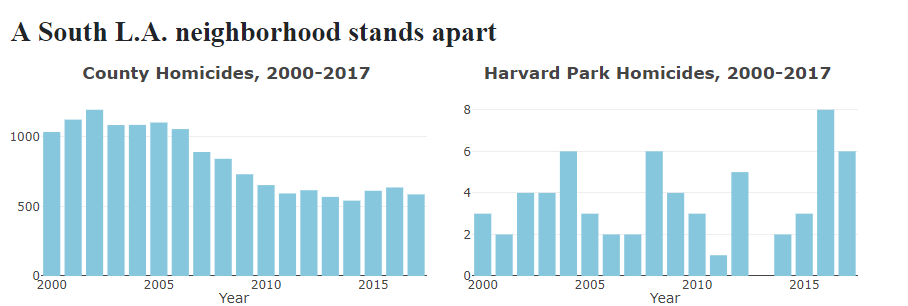 A South L.A. neighborhood stands apart
County Homicides, 2000-2017
1000
500
0
2000 2005 2010 2015
Year
Harvard Park Homicides, 2000-2017
8
6
4
2
0
2000 2005 2010 2015
Year